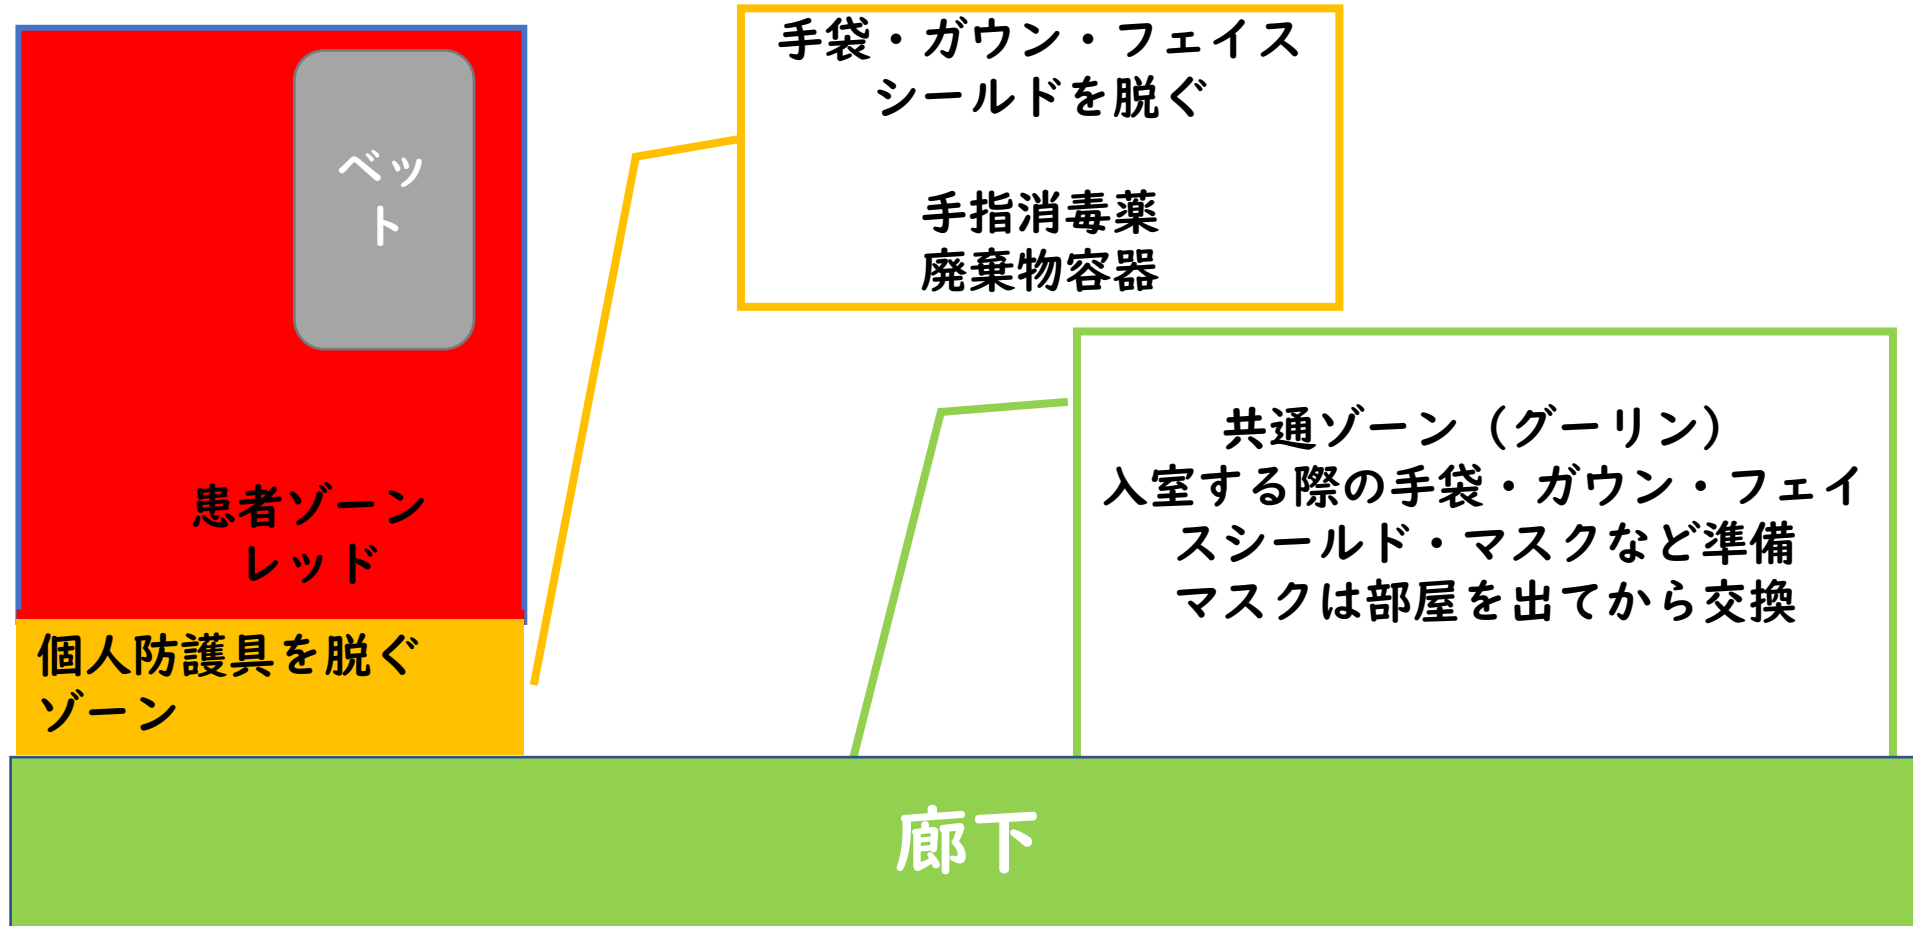 手袋・ガウン・フェイス
シールドを脱ぐ
手指消毒薬
廃棄物容器
ベッ
ト
共通ゾーン（グーリン）
入室する際の手袋・ガウン・フェイ
スシールド・マスクなど準備
マスクは部屋を出てから交換
患者ゾーン
レッド
個人防護具を脱ぐ
ゾーン
廊下